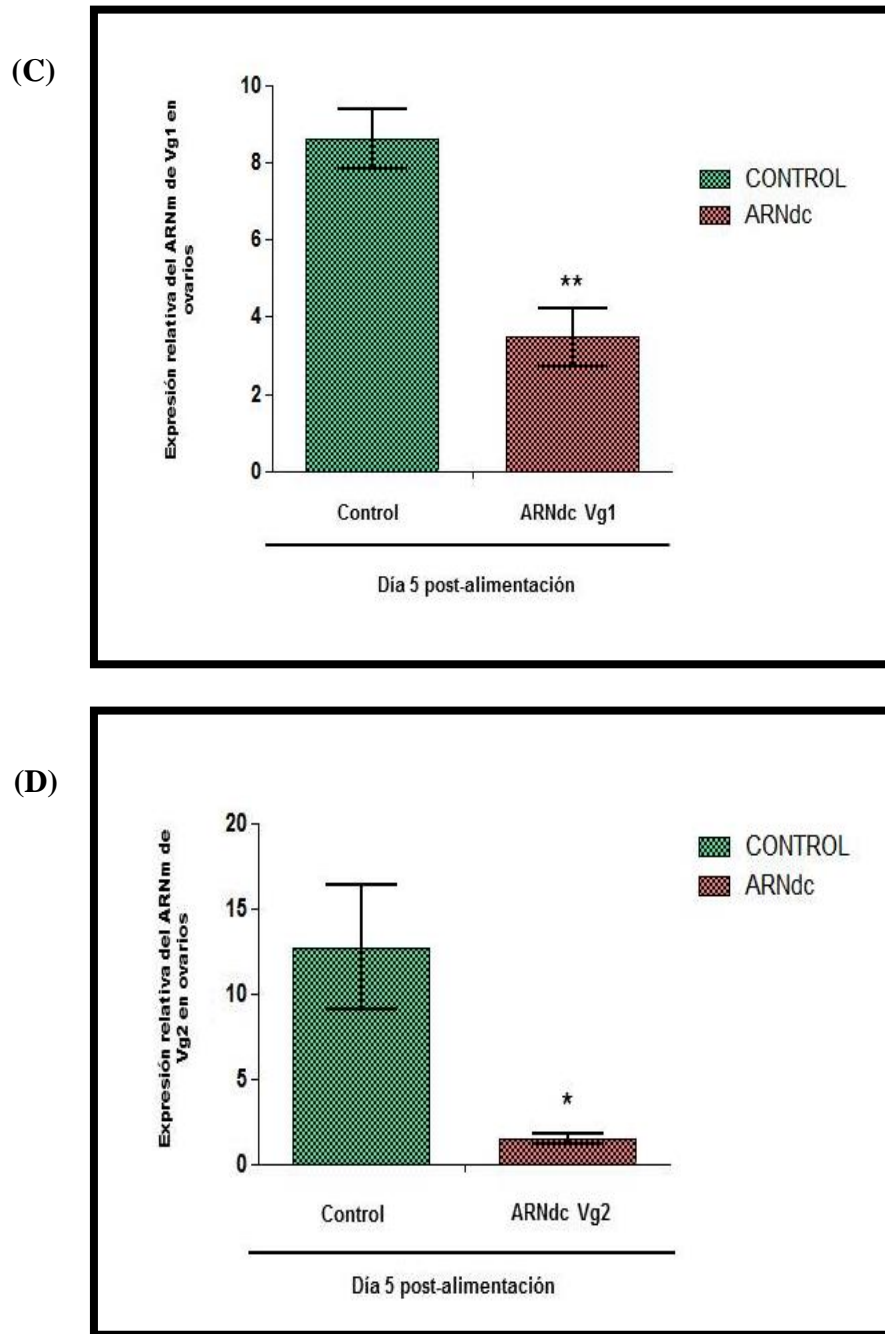 (C)
Expresión relativa del ARNm de Vg1 en
ovarios
10
8
6
4
2
0
**
CONTROL
ARNdc
Control
ARNdc Vg1
Día 5 post-alimentación
(D)
Expresión relativa del ARNm de
Vg2 en ovarios
20
15
10
5
0
*
CONTROL
ARNdc
Control
ARNdc Vg2
Día 5 post-alimentación